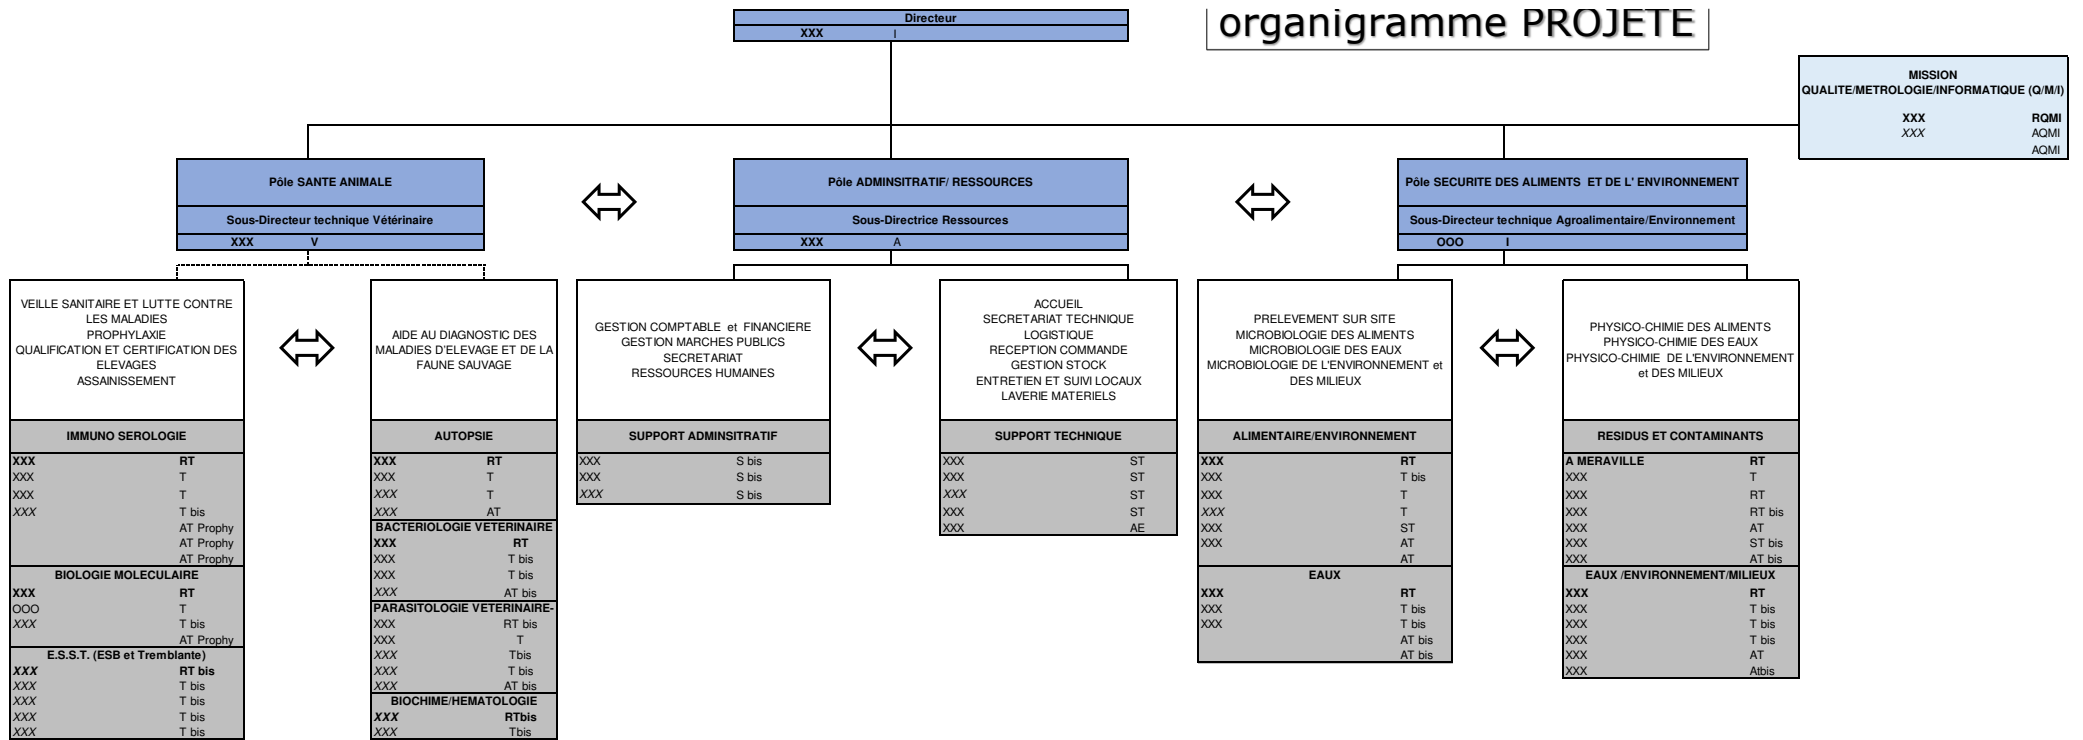 organigramme PROJETE
Directeur
XXX I
MISSION
QUALITE/METROLOGIE/INFORMATIQUE (Q/M/I)
XXX RQMI
XXX AQMI
AQMI
Pôle SANTE ANIMALE
Sous-Directeur technique Vétérinaire
XXX V
Pôle ADMINSITRATIF/ RESSOURCES
Sous-Directrice Ressources
XXX A
Pôle SECURITE DES ALIMENTS ET DE L' ENVIRONNEMENT
Sous-Directeur technique Agroalimentaire/Environnement
OOO I
VEILLE SANITAIRE ET LUTTE CONTRE
LES MALADIES
PROPHYLAXIE
QUALIFICATION ET CERTIFICATION DES
ELEVAGES
ASSAINISSEMENT
IMMUNO SEROLOGIE
XXX RT
XXX T
XXX T
XXX T bis
AT Prophy
AT Prophy
AT Prophy
BIOLOGIE MOLECULAIRE
XXX RT
OOO T
XXX T bis
AT Prophy
E.S.S.T. (ESB et Tremblante)
XXX RT bis
XXX T bis
XXX T bis
XXX T bis
XXX T bis
AIDE AU DIAGNOSTIC DES
MALADIES D'ELEVAGE ET DE LA
FAUNE SAUVAGE
AUTOPSIE
XXX RT
XXX T
XXX T
XXX AT
BACTERIOLOGIE VETERINAIRE
XXX RT
XXX T bis
XXX T bis
XXX AT bis
PARASITOLOGIE VETERINAIRE-
XXX RT bis
XXX T
XXX Tbis
XXX T bis
XXX AT bis
BIOCHIME/HEMATOLOGIE
XXX RTbis
XXX Tbis
GESTION COMPTABLE et FINANCIERE
GESTION MARCHES PUBLICS
SECRETARIAT
RESSOURCES HUMAINES
SUPPORT ADMINSITRATIF
XXX S bis
XXX S bis
XXX S bis
ACCUEIL
SECRETARIAT TECHNIQUE
LOGISTIQUE
RECEPTION COMMANDE
GESTION STOCK
ENTRETIEN ET SUIVI LOCAUX
LAVERIE MATERIELS
SUPPORT TECHNIQUE
XXX ST
XXX ST
XXX ST
XXX ST
XXX AE
PRELEVEMENT SUR SITE
MICROBIOLOGIE DES ALIMENTS
MICROBIOLOGIE DES EAUX
MICROBIOLOGIE DE L'ENVIRONNEMENT et
DES MILIEUX
ALIMENTAIRE/ENVIRONNEMENT
XXX RT
XXX T bis
XXX T
XXX T
XXX ST
XXX AT
AT
EAUX
XXX RT
XXX T bis
XXX T bis
AT bis
AT bis
PHYSICO-CHIMIE DES ALIMENTS
PHYSICO-CHIMIE DES EAUX
PHYSICO-CHIMIE DE L'ENVIRONNEMENT
et DES MILIEUX
RESIDUS ET CONTAMINANTS
A MERAVILLE RT
XXX T
XXX RT
XXX RT bis
XXX AT
XXX ST bis
XXX AT bis
EAUX /ENVIRONNEMENT/MILIEUX
XXX RT
XXX T bis
XXX T bis
XXX T bis
XXX AT
XXX Atbis